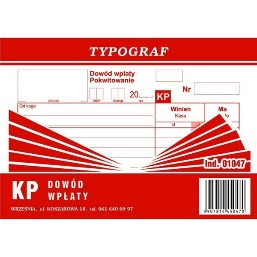 TYPOGRAF
Dowód wpłaty
Pokwitowanie
Nr
20
KP
Od kogo
Winien
Kasa
Ma
zł
Ind. 01047
KP DOWÓD
WPŁATY
WRZEŚNIA, ul. KOSZAROWA 18, tel. 061 640 09 97